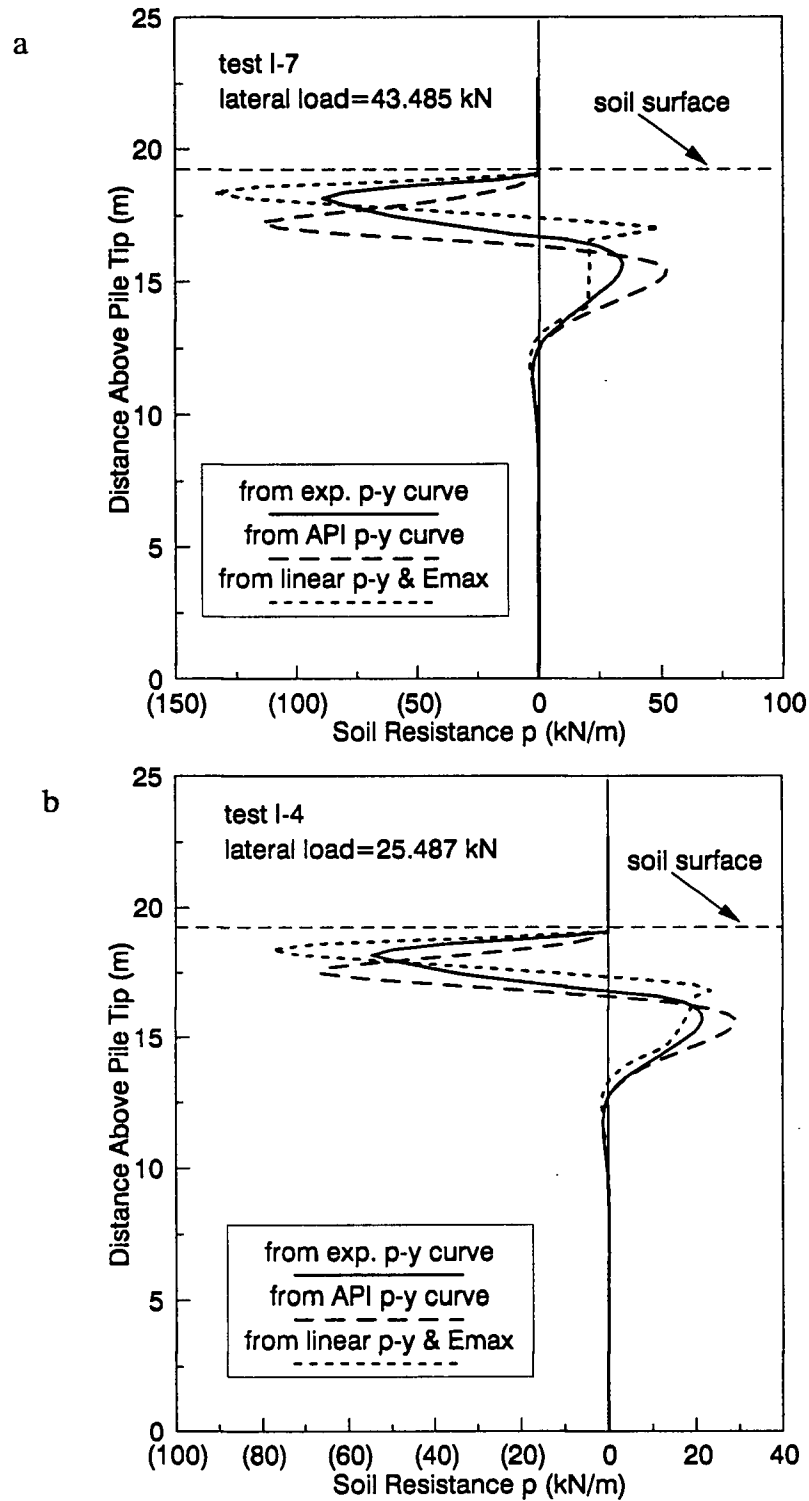 a
25
20
15
10
5
0
Distance Above Pile Tip (m)
test I-7
lateral load=43.485 kN
soil surface
from exp. p-y curve
from API p-y curve
from linear p-y & Emax
(150) (100) (50) 0 50 100
Soil Resistance p (kN/m)
b
25
20
15
10
5
0
Distance Above Pile Tip (m)
test I-4
lateral load=25.487 kN
soil surface
from exp. p-y curve
from API p-y curve
from linear p-y & Emax
(100) (80) (60) (40) (20) 0 20 40
Soil Resistance p (kN/m)